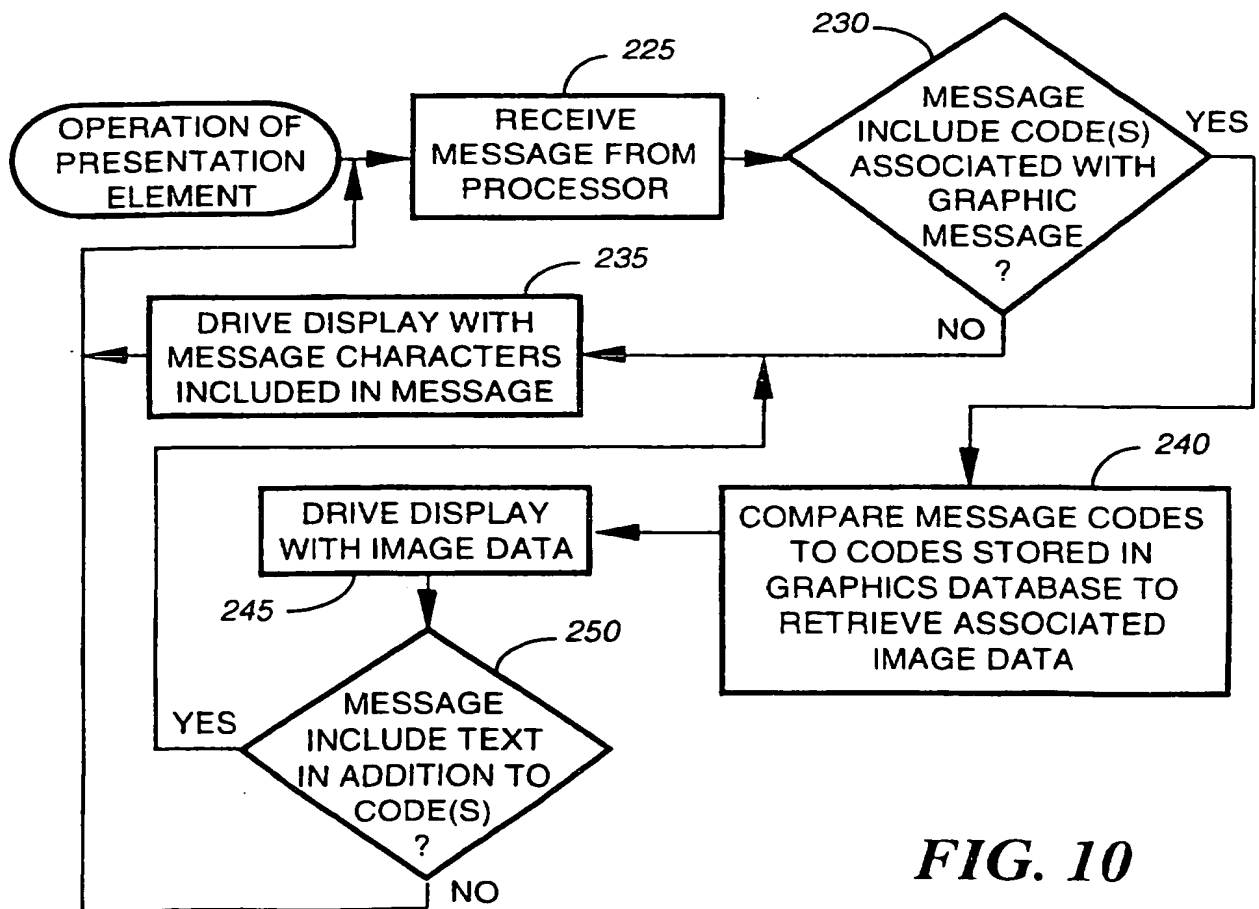 OPERATION OF
PRESENTATION
ELEMENT
225
RECEIVE
MESSAGE FROM
PROCESSOR
230
MESSAGE
INCLUDE CODE(S)
ASSOCIATED WITH
GRAPHIC
MESSAGE
?
YES
NO
235
DRIVE DISPLAY WITH
MESSAGE CHARACTERS
INCLUDED IN MESSAGE
240
COMPARE MESSAGE CODES
TO CODES STORED IN
GRAPHICS DATABASE TO
RETRIEVE ASSOCIATED
IMAGE DATA
DRIVE DISPLAY
WITH IMAGE DATA
245
250
MESSAGE
INCLUDE TEXT
IN ADDITION TO
CODE(S)
?
YES
NO
FIG. 10